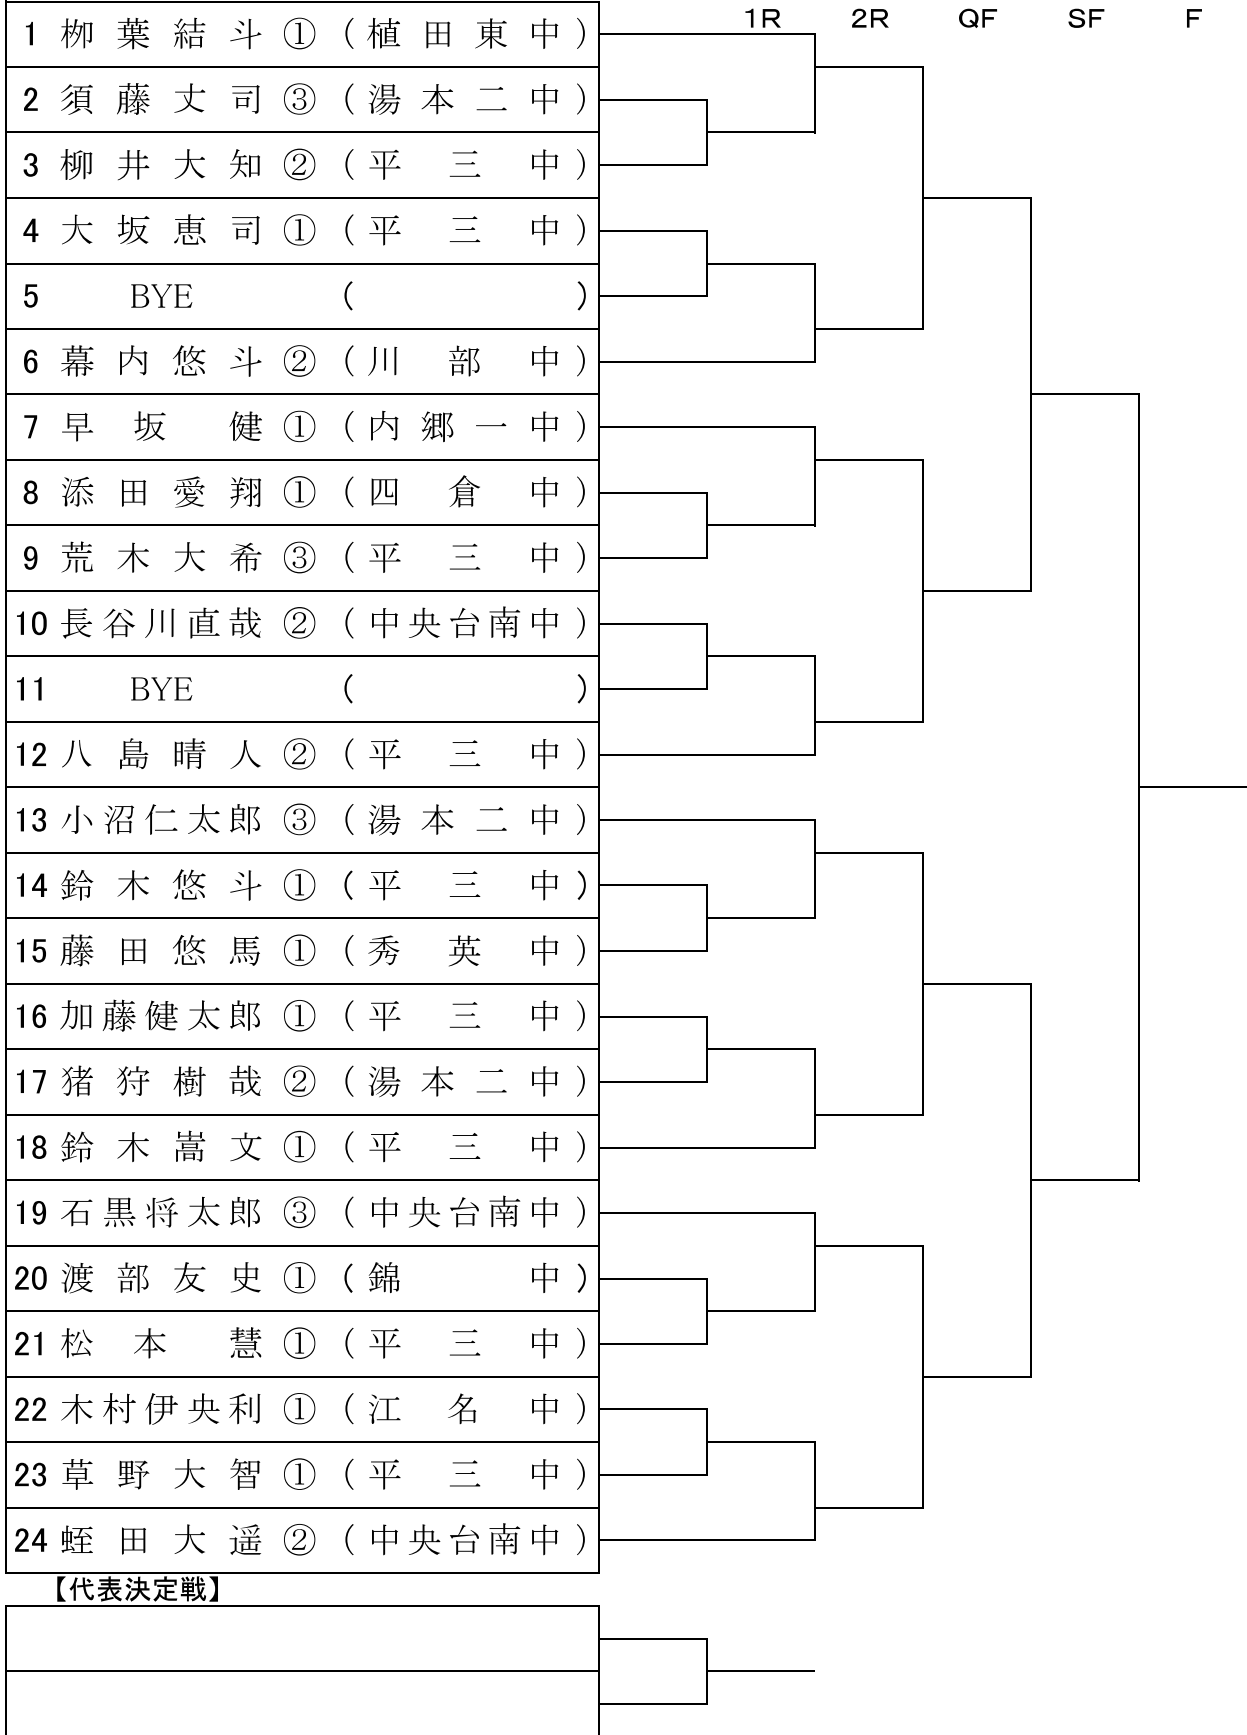 1R 2R QF SF F
1 栁葉結斗 ① (植田東中)
2 須藤丈司 ③ (湯本二中)
3 柳井大知 ② (平三中)
4 大坂恵司 ① (平三中)
5 BYE ( )
6 幕内悠斗 ② (川部中)
7 早坂健 ① (内郷一中)
8 添田愛翔 ① (四倉中)
9 荒木大希 ③ (平三中)
10 長谷川直哉 ② (中央台南中)
11 BYE ( )
12 八島晴人 ② (平三中)
13 小沼仁太郎 ③ (湯本二中)
14 鈴木悠斗 ① (平三中)
15 藤田悠馬 ① (秀英中)
16 加藤健太郎 ① (平三中)
17 猪狩樹哉 ② (湯本二中)
18 鈴木嵩文 ① (平三中)
19 石黒将太郎 ③ (中央台南中)
20 渡部友史 ① (錦中)
21 松本慧 ① (平三中)
22 木村伊央利 ① (江名中)
23 草野大智 ① (平三中)
24 蛭田大遥 ② (中央台南中)
【代表決定戦】